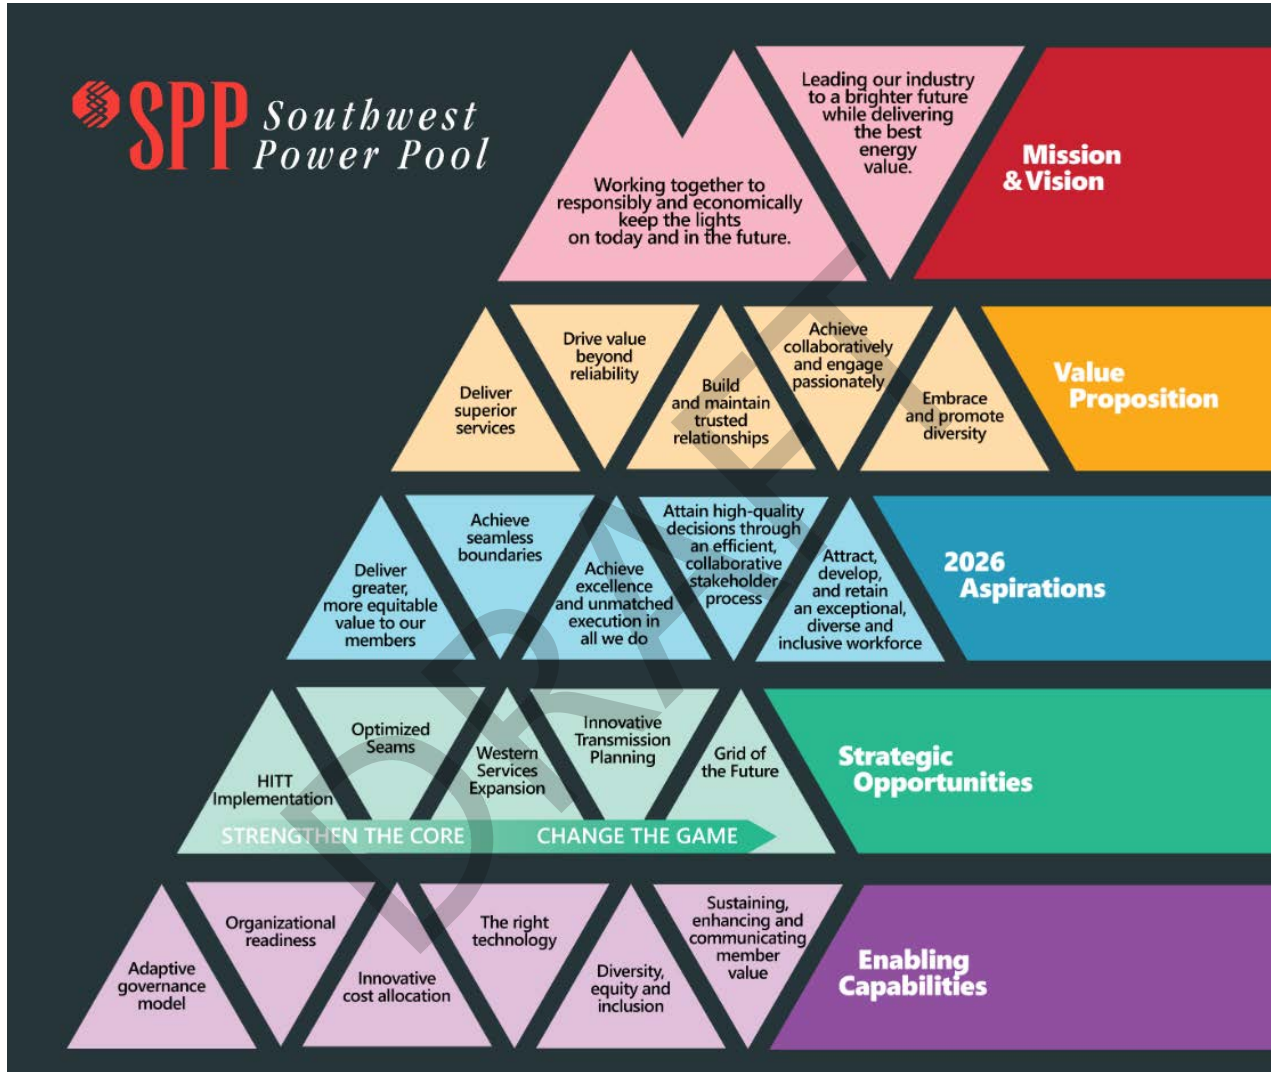 SPP Southwest
Power Pool
Working together to
responsibly and economically
keep the lights
on today and in the future.
Leading our industry
to a brighter future
while delivering
the best
energy
value.
Mission
& Vision
Deliver
superior
services
Drive value
beyond
reliability
Build
and maintain
trusted
relationships
Achieve
collaboratively
and engage
passionately
Embrace
and promote
diversity
Value
Proposition
Deliver
greater,
more equitable
value to our
members
Achieve
seamless
boundaries
Achieve
excellence
and unmatched
execution in
all we do
Attain high-quality
decisions through
an efficient,
collaborative
stakeholder
process
Attract,
develop,
and retain
an exceptional,
diverse and
inclusive workforce
2026
Aspirations
HITT
Implementation
Optimized
Seams
Western
Services
Expansion
Innovative
Transmission
Planning
Grid of
the Future
STRENGTHEN THE CORE
CHANGE THE GAME
Strategic
Opportunities
Adaptive
governance
model
Organizational
readiness
Innovative
cost allocation
The right
technology
Diversity,
equity and
inclusion
Sustaining,
enhancing and
communicating
member
value
Enabling
Capabilities
DRAFT